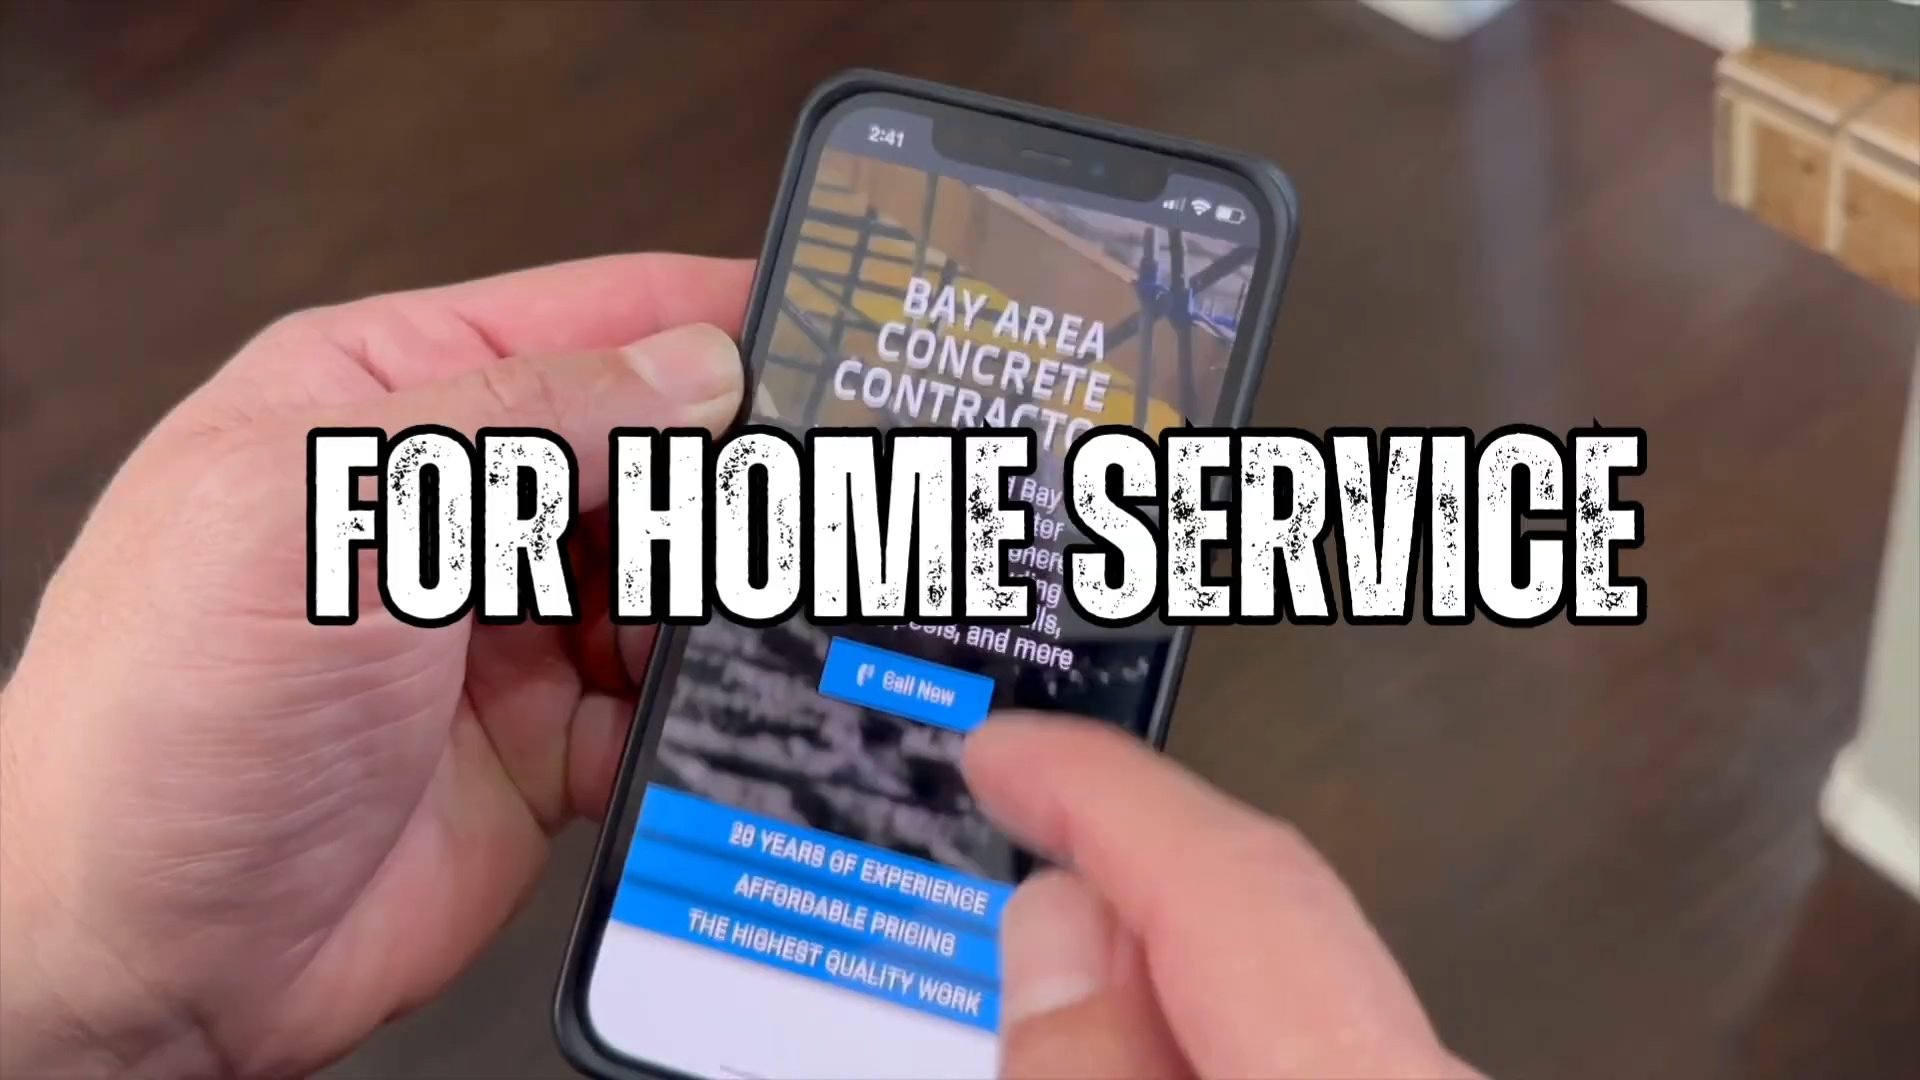 2:41
BAY AREA
CONCRETE
FOR HOME SERVICE
Bay
and more
Call Now
20 YEARS OF EXPERIENCE
AFFORDABLE PRICING
THE HIGHEST QUALITY WORK